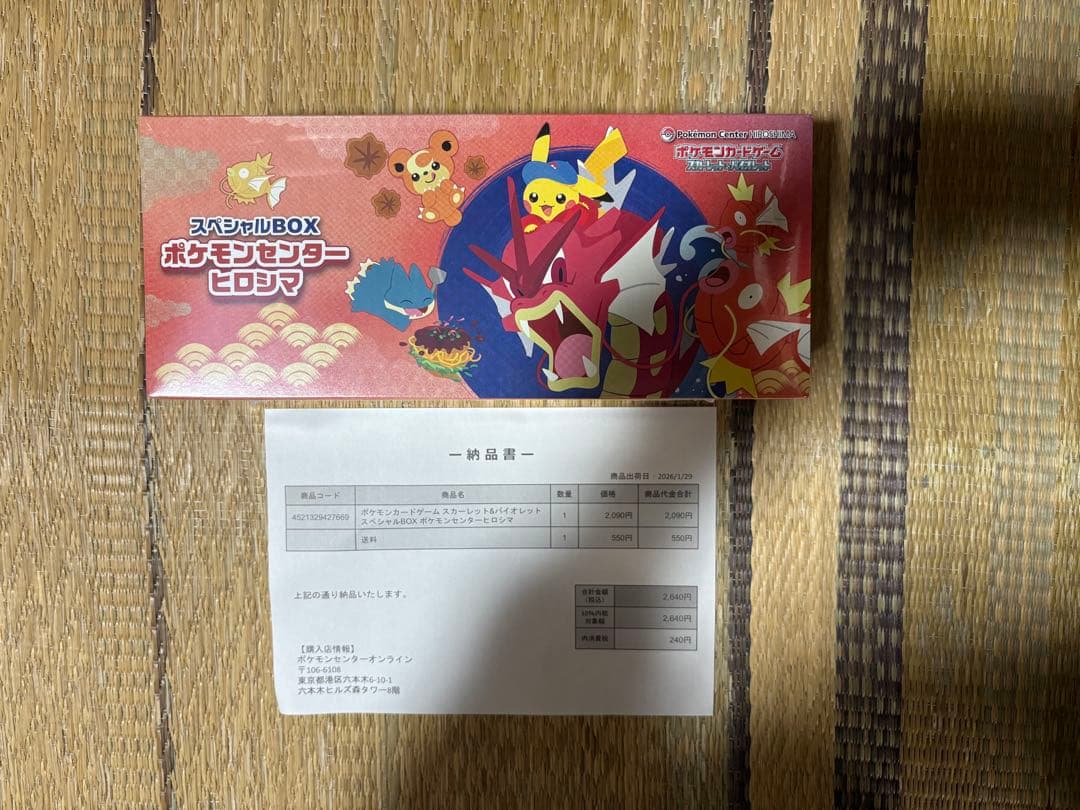 Pokémon Center HIROSHIMA
ポケモンカードゲーム
スカーレット&バイオレット
スペシャルBOX
ポケモンセンター
ヒロシマ
―納品書―
商品出荷日：2026/1/29
商品コード 商品名 数量 価格 商品代金合計
4521329427669 ポケモンカードゲーム スカーレット&バイオレット 1 2,090円 2,090円
スペシャルBOX ポケモンセンターヒロシマ
送料 1 550円 550円
上記の通り納品いたします。
合計金額 2,640円
(税込)
10%内税 2,640円
対象額
内消費税 240円
【購入店情報】
ポケモンセンターオンライン
〒106-6108
東京都港区六本木6-10-1
六本木ヒルズ森タワー8階